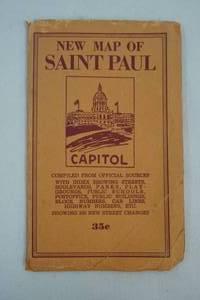 NEW MAP OF
SAINT PAUL
CAPITOL
COMPILED FROM OFFICIAL SOURCES
WITH INDEX SHOWING STREETS,
BOULEVARDS, PARKS, PLAY-
GROUNDS, PUBLIC SCHOOLS,
POSTOFFICE, PUBLIC BUILDINGS,
BLOCK NUMBERS, CAR LINES,
HIGHWAY NUMBERS, ETC.
SHOWING NEW STREET CHANGES
35c